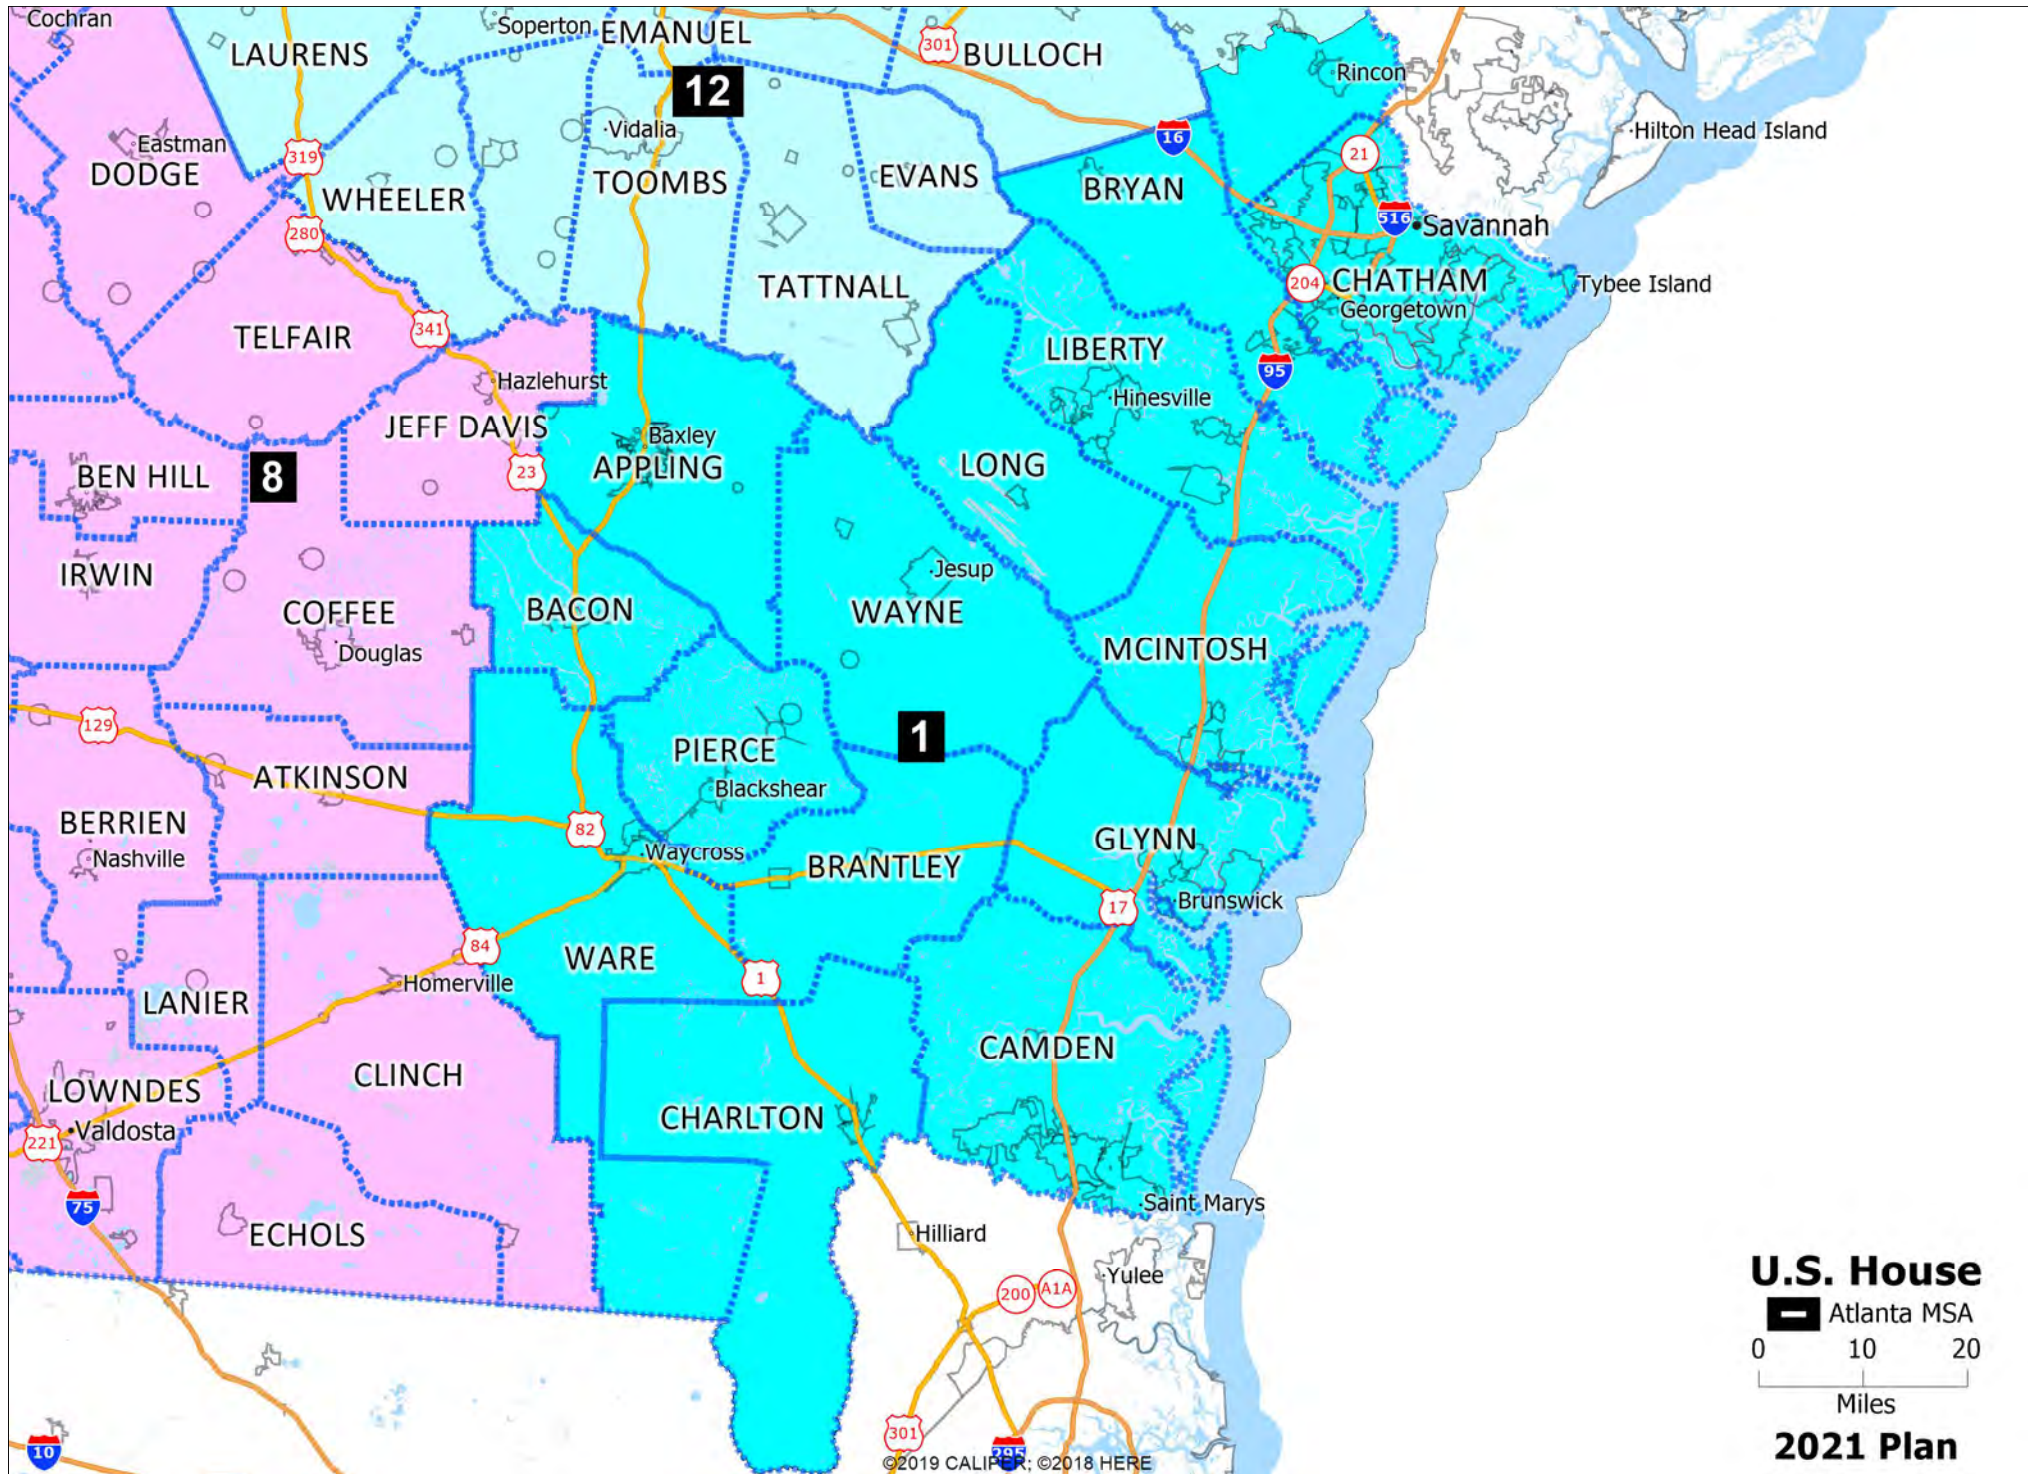 Cochran
LAURENS
Soperton
EMANUEL
301
BULLOCH
Rincon
12
Eastman
DODGE
319
Vidalia
16
21
Hilton Head Island
WHEELER
TOOMBS
EVANS
BRYAN
280
516
Savannah
TATTNALL
204
CHATHAM
Tybee Island
Georgetown
TELFAIR
341
LIBERTY
95
Hazlehurst
Hinesville
JEFF DAVIS
Baxley
BEN HILL
8
23
APPLING
LONG
IRWIN
Jesup
COFFEE
BACON
WAYNE
Douglas
MCINTOSH
129
1
PIERCE
ATKINSON
Blackshear
BERRIEN
82
GLYNN
Nashville
Waycross
BRANTLEY
17
Brunswick
84
WARE
1
Homerville
LANIER
CAMDEN
LOWNDES
CLINCH
CHARLTON
221
Valdosta
75
Saint Marys
ECHOLS
Hilliard
Yulee
200
A1A
301
10
295
©2019 CALIPER; ©2018 HERE
U.S. House
Atlanta MSA
0 10 20
Miles
2021 Plan